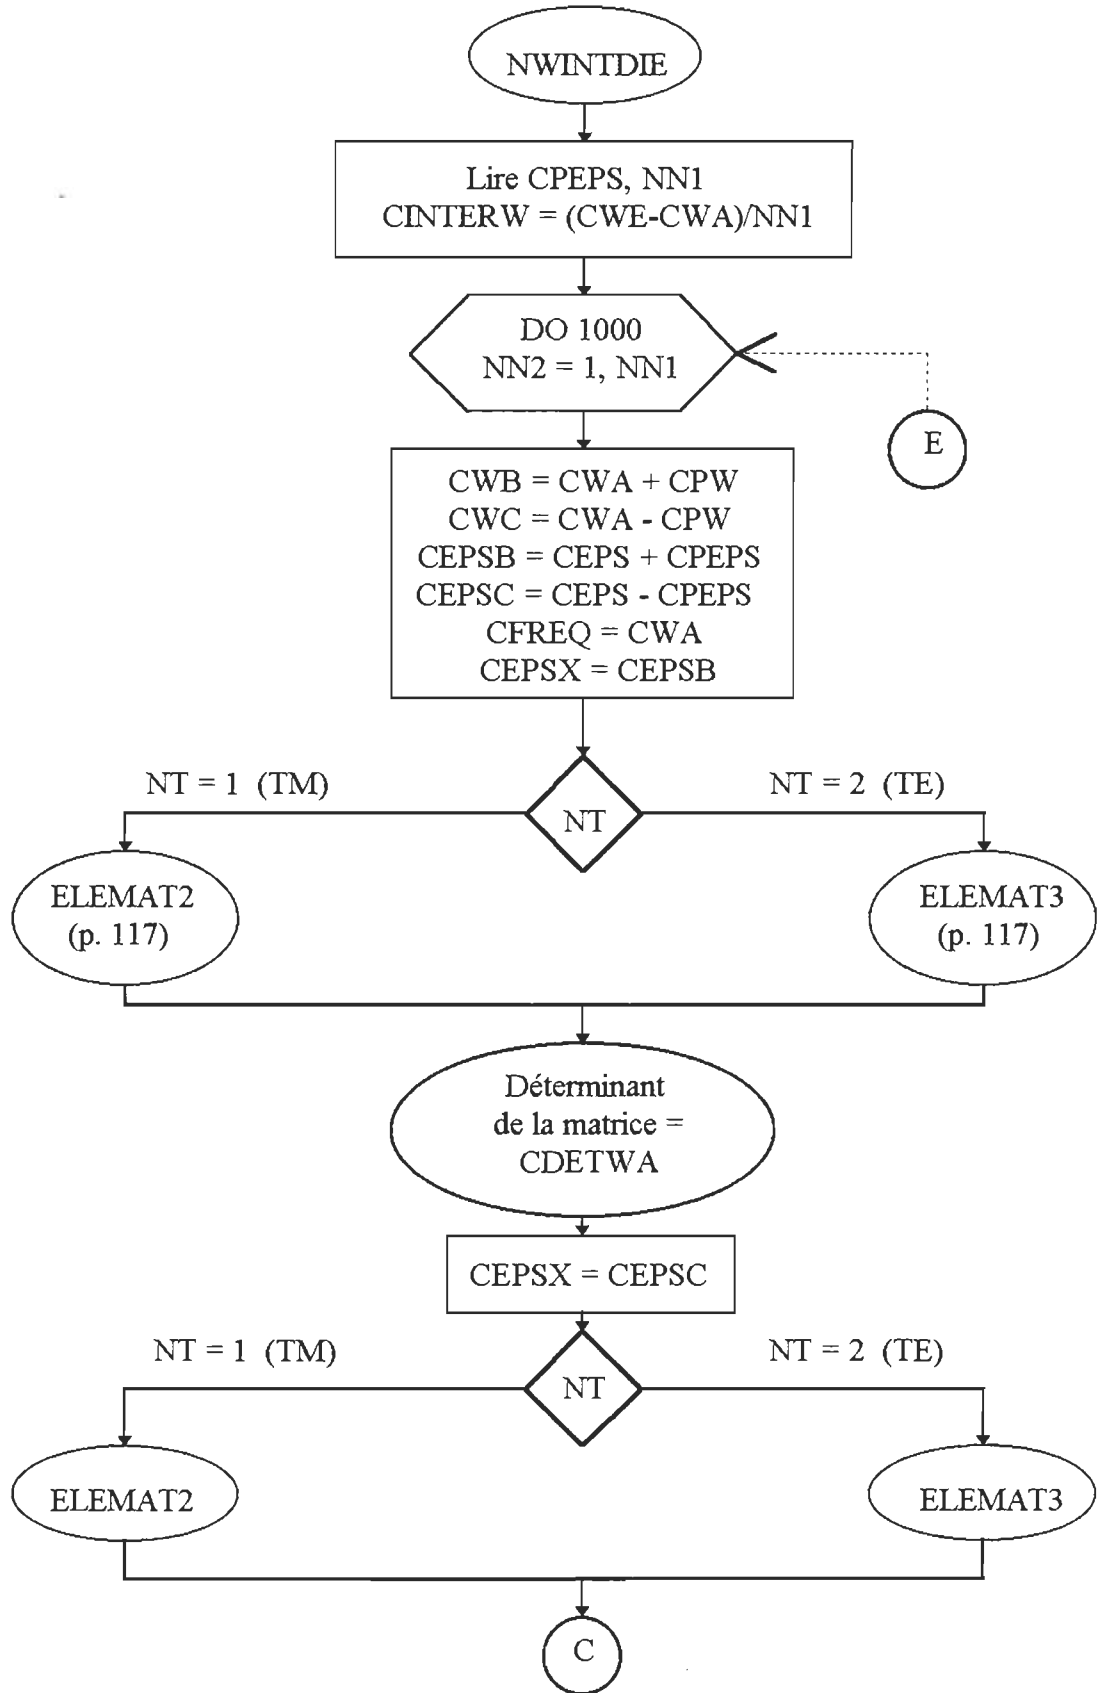 NWINTDIE
Lire CPEPS, NN1
CINTERW = (CWE-CWA)/NN1
DO 1000
NN2 = 1, NN1
E
CWB = CWA + CPW
CWC = CWA - CPW
CEPSB = CEPS + CPEPS
CEPSC = CEPS - CPEPS
CFREQ = CWA
CEPSX = CEPSB
NT = 1 (TM)
NT
NT = 2 (TE)
ELEMAT2
(p. 117)
ELEMAT3
(p. 117)
Déterminant
de la matrice =
CDETWA
CEPSX = CEPSC
NT = 1 (TM)
NT
NT = 2 (TE)
ELEMAT2
ELEMAT3
C